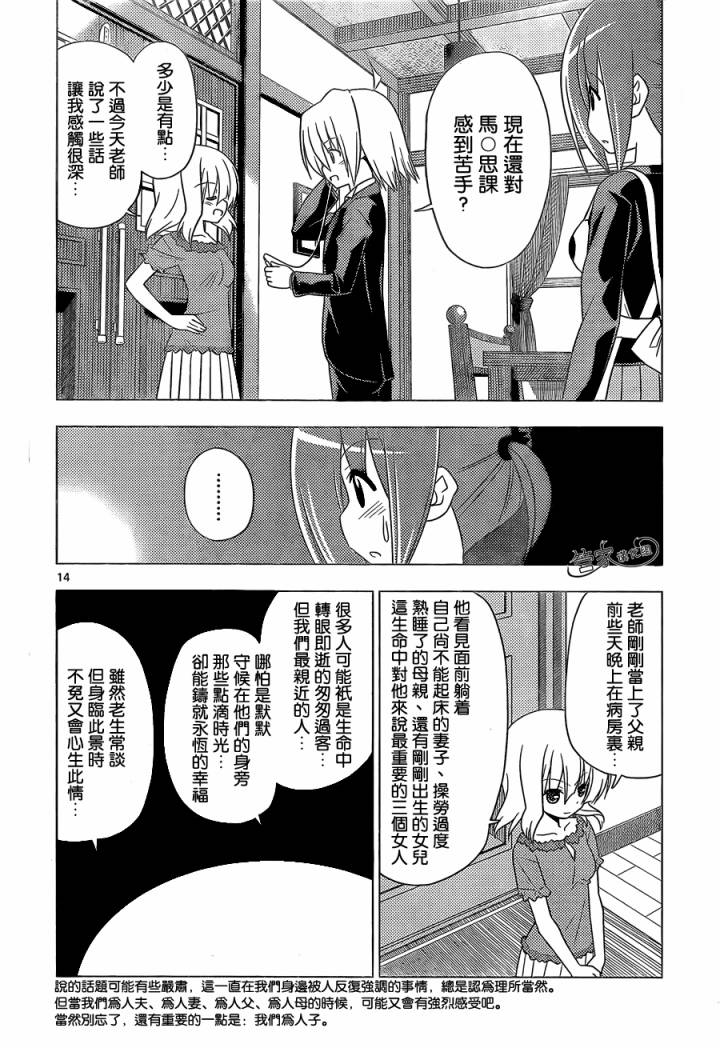 現在還對
馬○思課
感到苦手？
多少是有點…
不過今天老師
說了一些話
讓我感觸很深…
………
14
老師剛剛當上了父親
前些天晚上在病房裏…
他看見面前躺着
自己尚不能起床的妻子、操勞過度
熟睡了的母親、還有剛剛出生的女兒
這生命中對他來說最重要的三個女人
很多人可能衹是生命中
轉眼即逝的匆匆過客…
但我們最親近的人…
哪怕是默默
守候在他們的身旁
那些點滴時光…
卻能鑄就永恆的幸福
雖然老生常談
但身臨此景時
不免又會心生此情…
說的話題可能有些嚴肅，這一直在我們身邊被人反復強調的事情，總是認爲理所當然。
但當我們爲人夫、爲人妻、爲人父、爲人母的時候，可能又會有強烈感受吧。
當然別忘了，還有重要的一點是：我們爲人子。